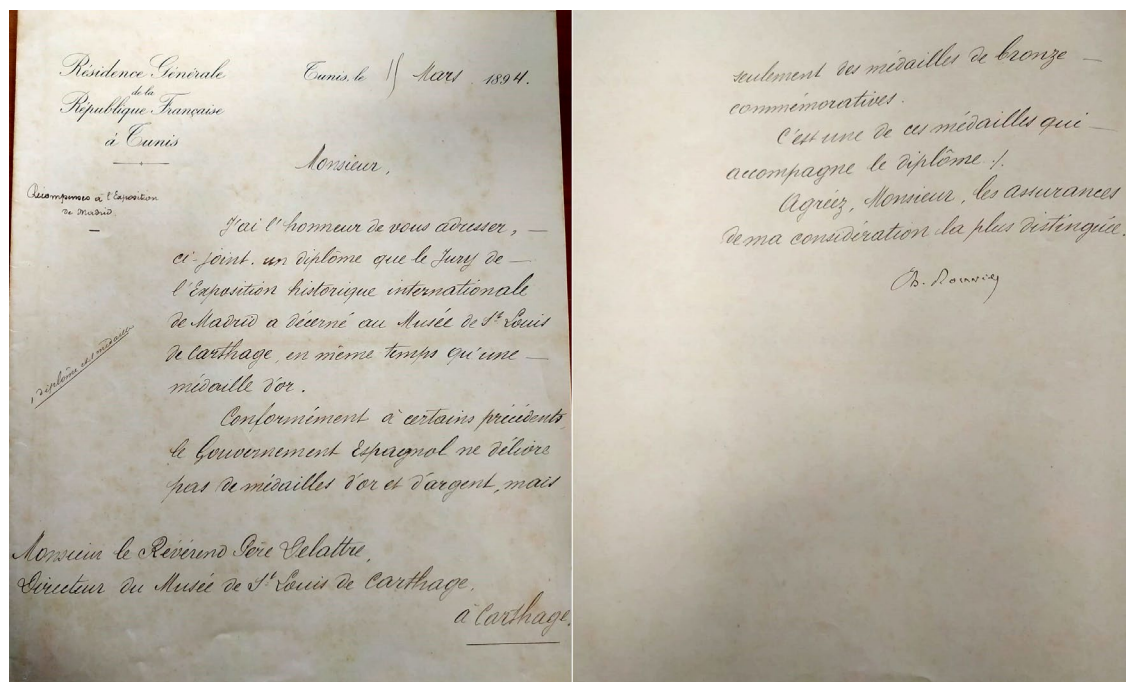 Résidence Générale
de la
République Française
à Tunis
Tunis, le 15 Mars 1894.
Récompenses à l'Exposition
de Madrid.
Monsieur,
J'ai l'honneur de vous adresser, —
ci-joint, un diplôme que le Jury de —
l'Exposition historique internationale
de Madrid a décerné au Musée de St Louis
de Carthage, en même temps qu'une —
médaille d'or.
1 diplôme et 1 médaille
Conformément à certains précédents,
le Gouvernement Espagnol ne délivre
pas de médailles d'or et d'argent, mais
Monsieur le Révérend Père Delattre,
Directeur du Musée de St Louis de Carthage,
à Carthage.
seulement des médailles de bronze —
commémoratives.
C'est une de ces médailles qui —
accompagne le diplôme ./.
Agréez, Monsieur, les assurances
de ma considération la plus distinguée.